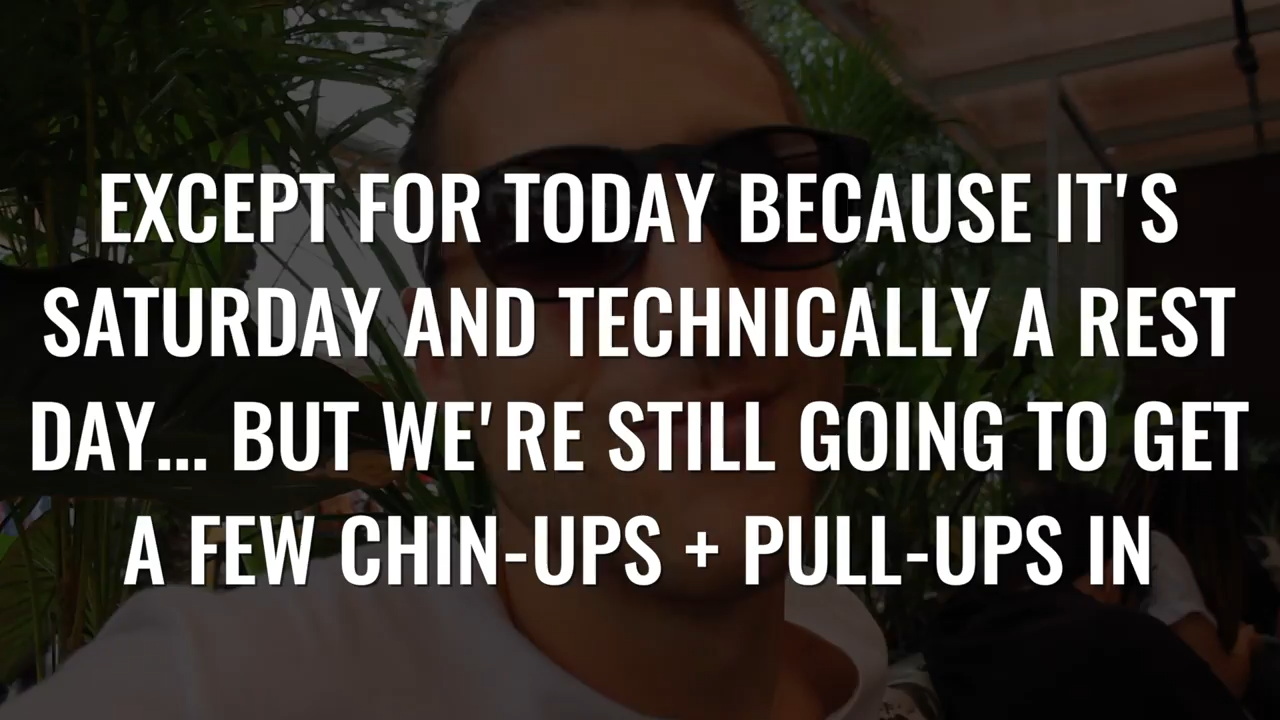 EXCEPT FOR TODAY BECAUSE IT'S
SATURDAY AND TECHNICALLY A REST
DAY... BUT WE'RE STILL GOING TO GET
A FEW CHIN-UPS + PULL-UPS IN